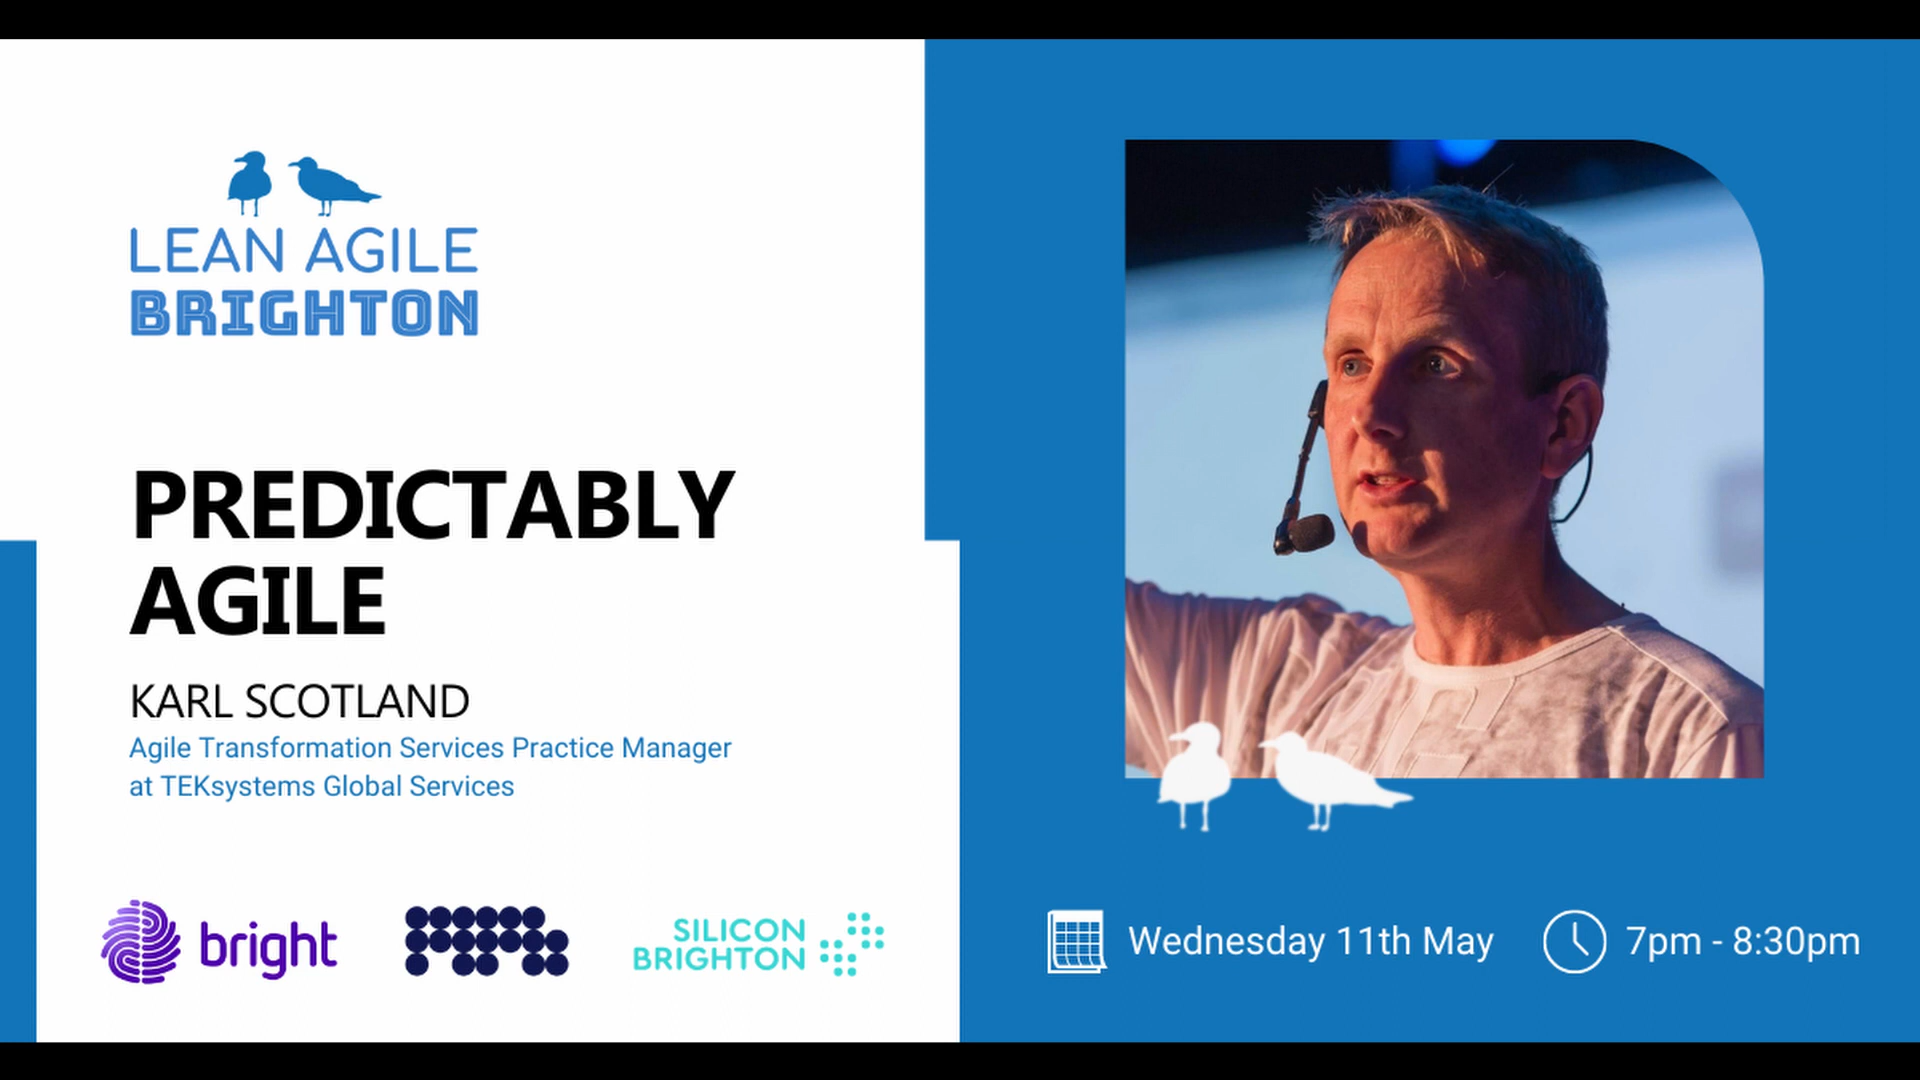 LEAN AGILE
BRIGHTON
PREDICTABLY
AGILE
KARL SCOTLAND
Agile Transformation Services Practice Manager
at TEKsystems Global Services
bright
SILICON
BRIGHTON
Wednesday 11th May
7pm - 8:30pm